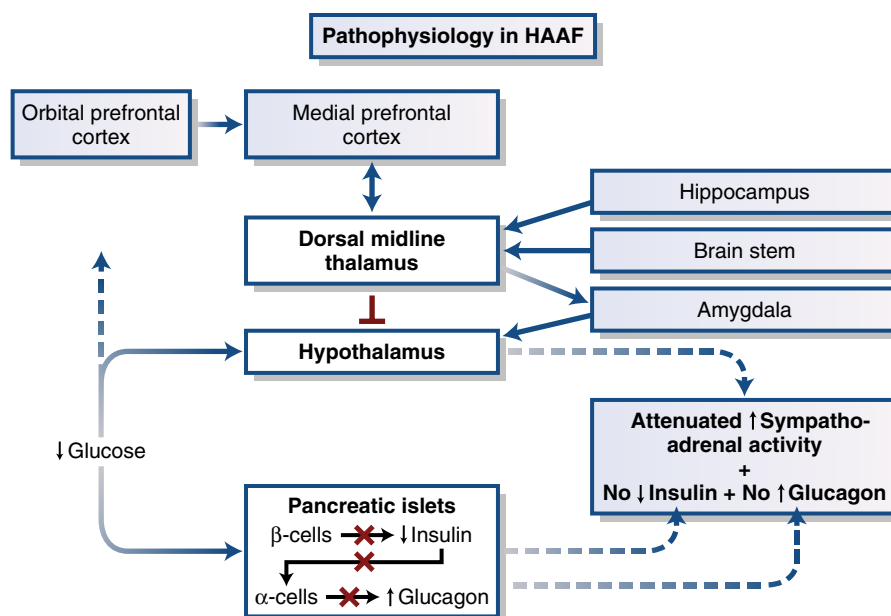 Pathophysiology in HAAF
Orbital prefrontal
cortex
Medial prefrontal
cortex
Hippocampus
Dorsal midline
thalamus
Brain stem
Amygdala
Hypothalamus
↓Glucose
Attenuated ↑Sympatho-
adrenal activity
+
No ↓Insulin + No ↑Glucagon
Pancreatic islets
β-cells ↓Insulin
α-cells ↑Glucagon